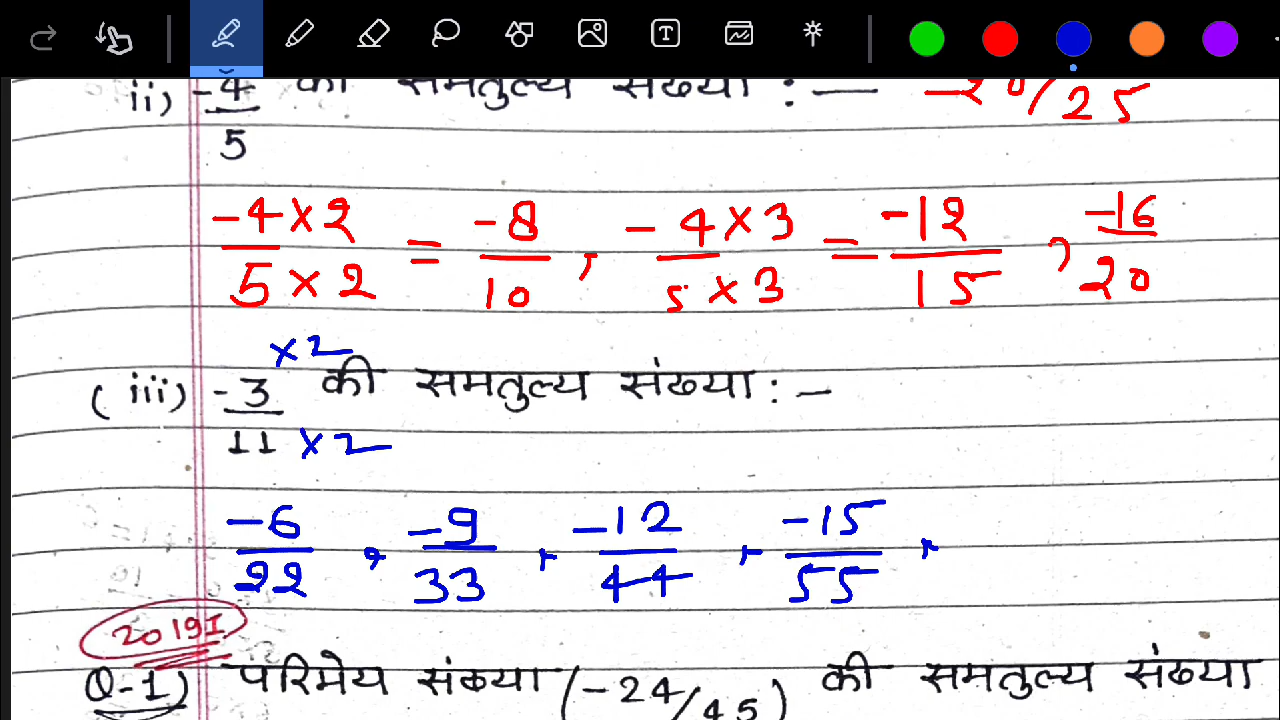 ii) -4/5 की समतुल्य संख्या :— -20/25
-4×2/5×2 = -8/10 , -4×3/5×3 = -12/15 , -16/20
(iii) -3×2/11×2 की समतुल्य संख्या :-
-6/22 , -9/33 , -12/44 , -15/55 ,
2019I
Q-1) परिमेय संख्या (-24/45) की समतुल्य संख्या